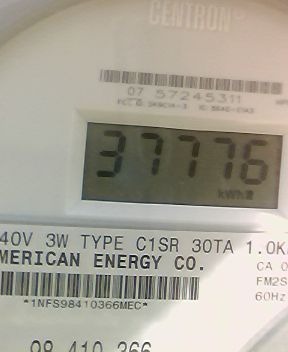 CENTRON
07 57245311
37776
kWh
40V 3W TYPE C1SR 30TA 1.0K
MERICAN ENERGY CO.
CA 0
FM2S
60Hz
*1NFS98410366MEC*
98 410 366